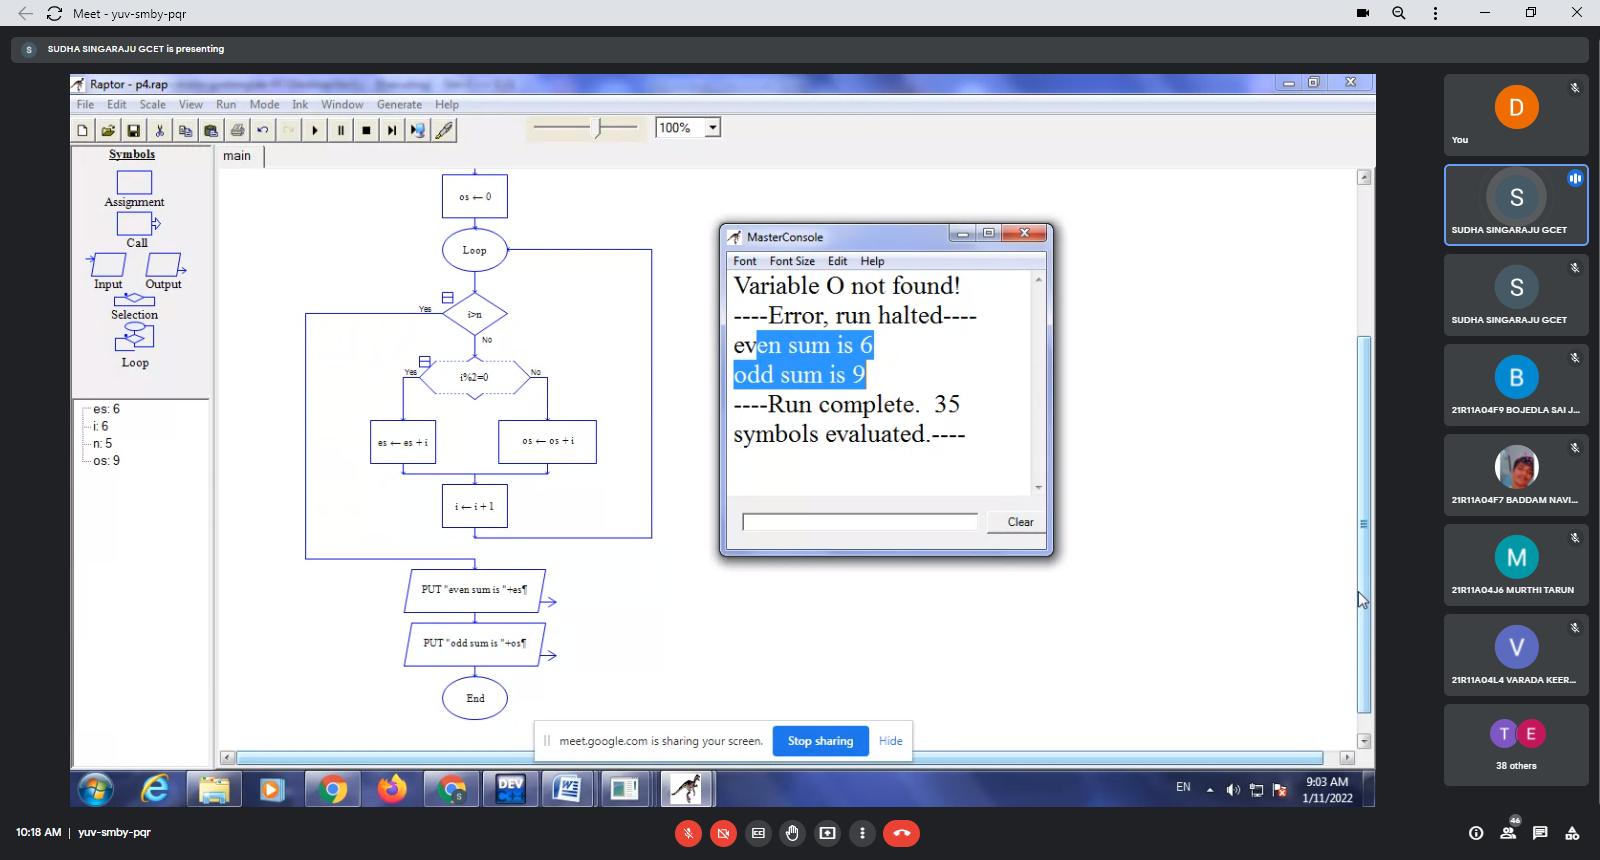 Meet - yuv-smby-pqr
S
SUDHA SINGARAJU GCET is presenting
Raptor - p4.rap
File Edit Scale View Run Mode Ink Window Generate Help
100%
Symbols
Assignment
Call
Input Output
Selection
Loop
es: 6
i: 6
n: 5
os: 9
main
os ← 0
Loop
Yes
i>n
No
Yes
i%2=0
No
es ← es + i
os ← os + i
i ← i + 1
PUT "even sum is "+es¶
PUT "odd sum is "+os¶
End
MasterConsole
Font Font Size Edit Help
Variable O not found!
----Error, run halted----
even sum is 6
odd sum is 9
----Run complete. 35
symbols evaluated.----
Clear
meet.google.com is sharing your screen. Stop sharing Hide
S
DEV
W
EN
9:03 AM
1/11/2022
D
You
S
SUDHA SINGARAJU GCET
S
SUDHA SINGARAJU GCET
B
21R11A04F9 BOJEDLA SAI J...
21R11A04F7 BADDAM NAVI...
M
21R11A04J6 MURTHI TARUN
V
21R11A04L4 VARADA KEER...
T E
38 others
10:18 AM | yuv-smby-pqr
46